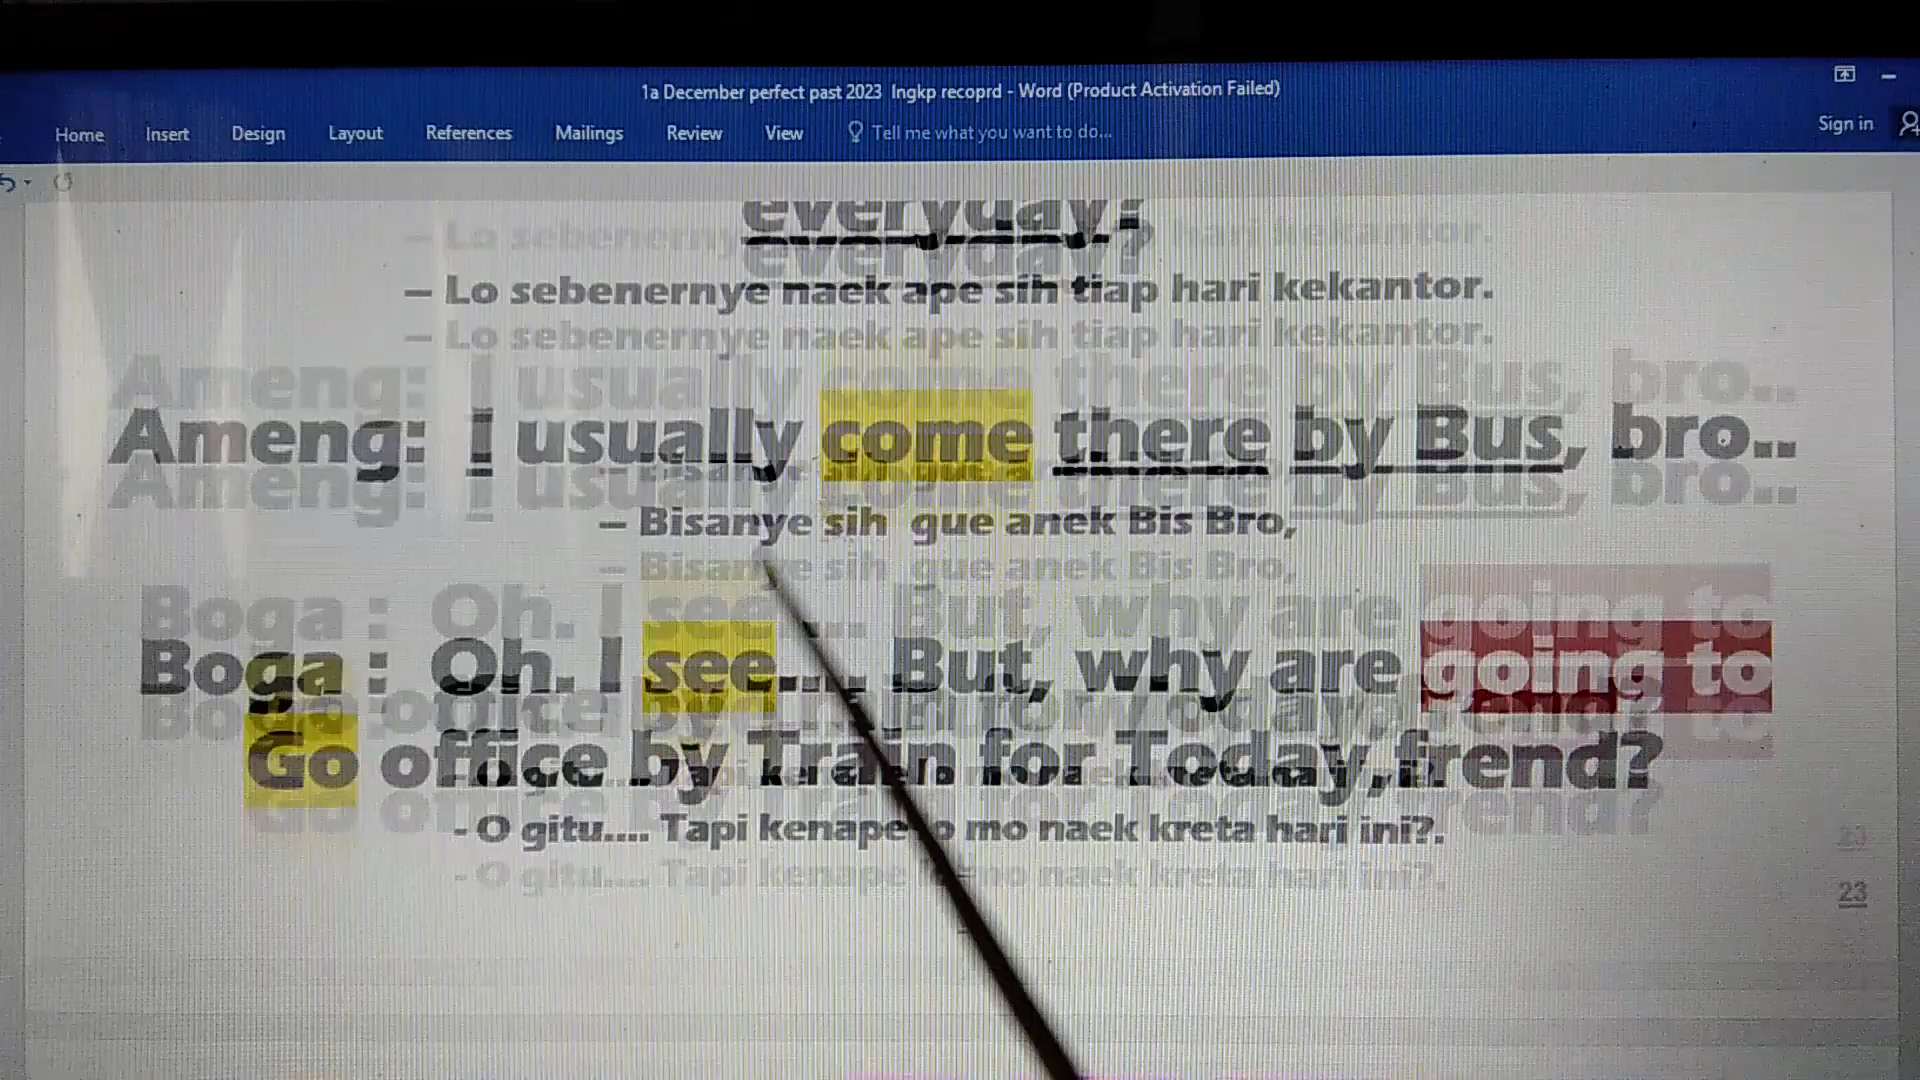 1a December perfect past 2023 Ingkp recoprd - Word (Product Activation Failed)
Home Insert Design Layout References Mailings Review View Tell me what you want to do... Sign in
everyday?
– Lo sebenernye naek ape sih tiap hari kekantor.
Ameng: I usually come there by Bus, bro..
– Bisanye sih gue anek Bis Bro,
Boga : Oh. I see.... But, why are going to
Go office by Train for Today, frend?
- O gitu.... Tapi kenape lo mo naek kreta hari ini?.
23